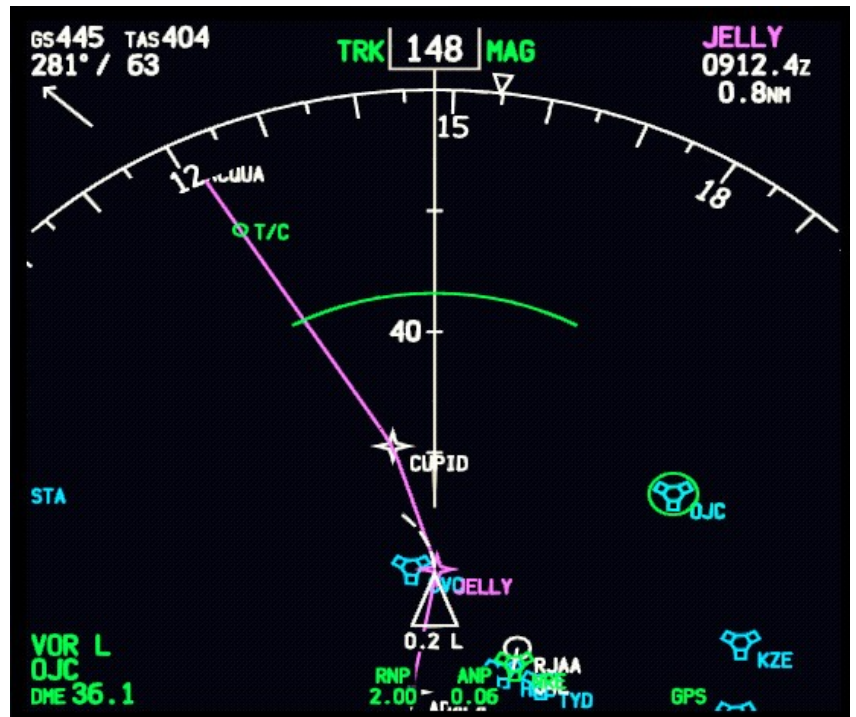 GS445 TAS404
281°/ 63
TRK 148 MAG
JELLY
0912.4z
0.8NM
12
15
18
T/C
40
CUPID
STA
OJC
JELLY
0.2 L
VOR L
OJC
DME 36.1
RNP
2.00
ANP
0.06
RJAA
TYD
KZE
GPS